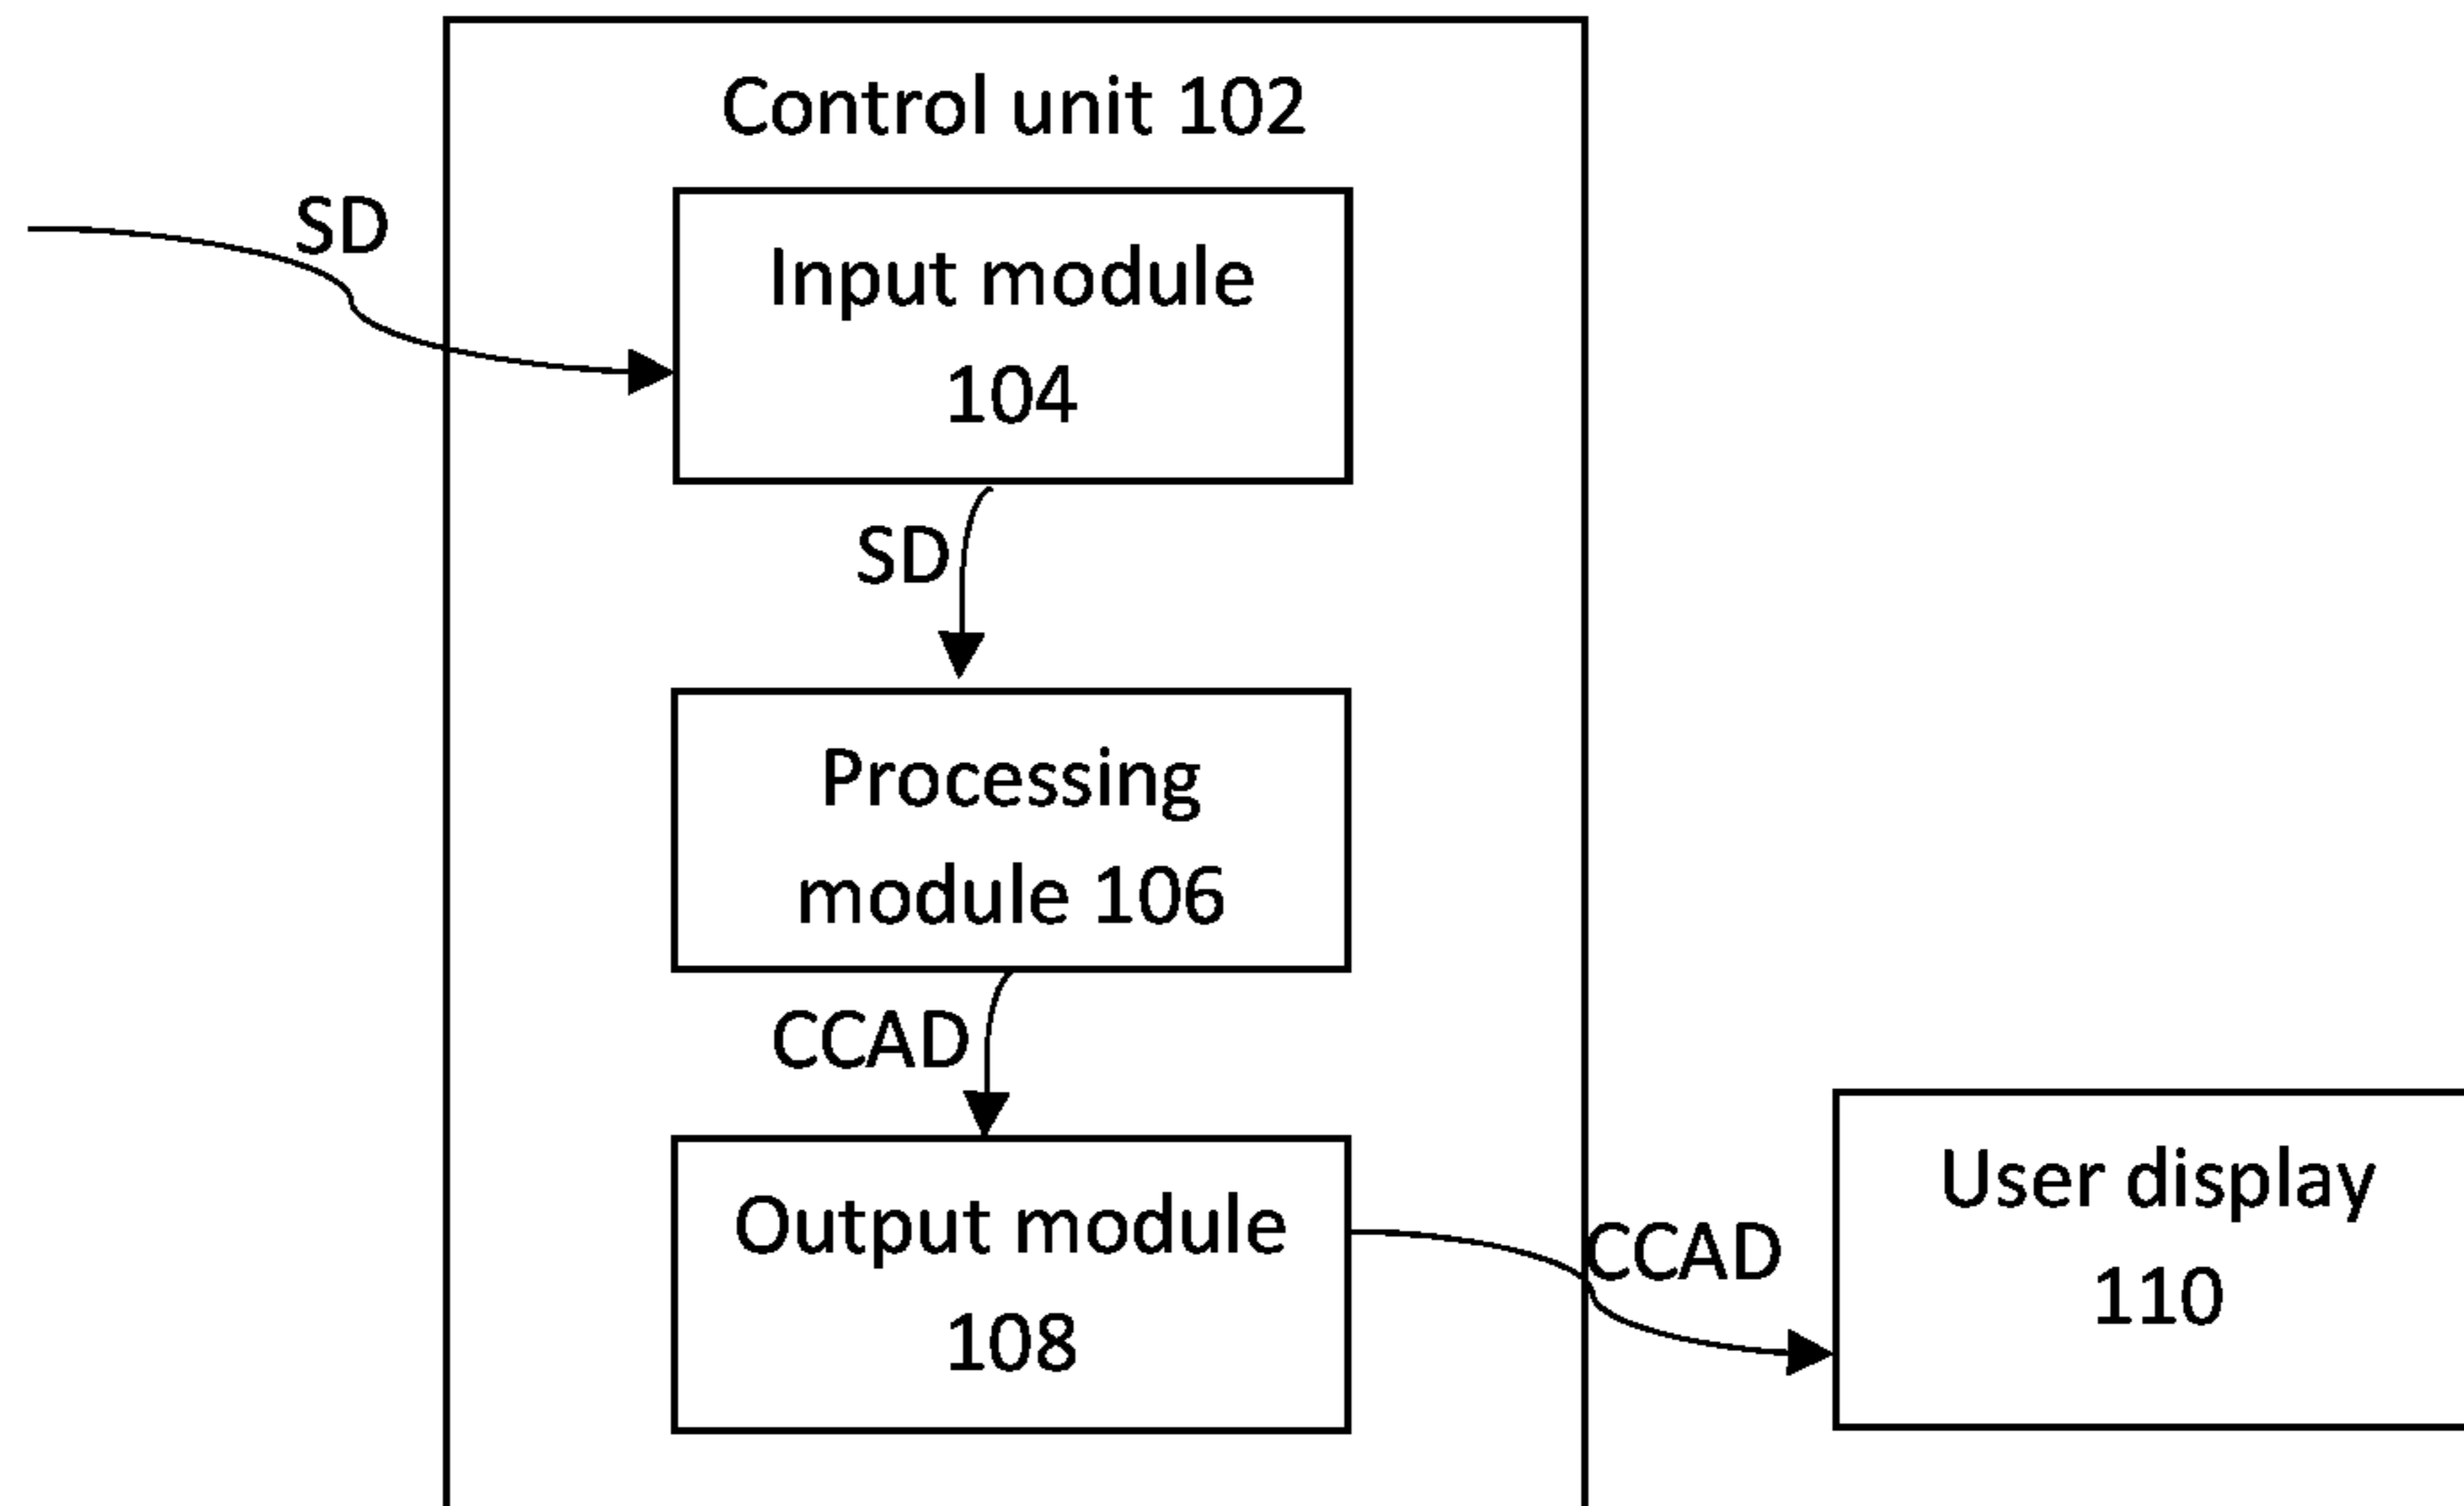 Control unit 102
SD
Input module
104
SD
Processing
module 106
CCAD
Output module
108
CCAD
User display
110